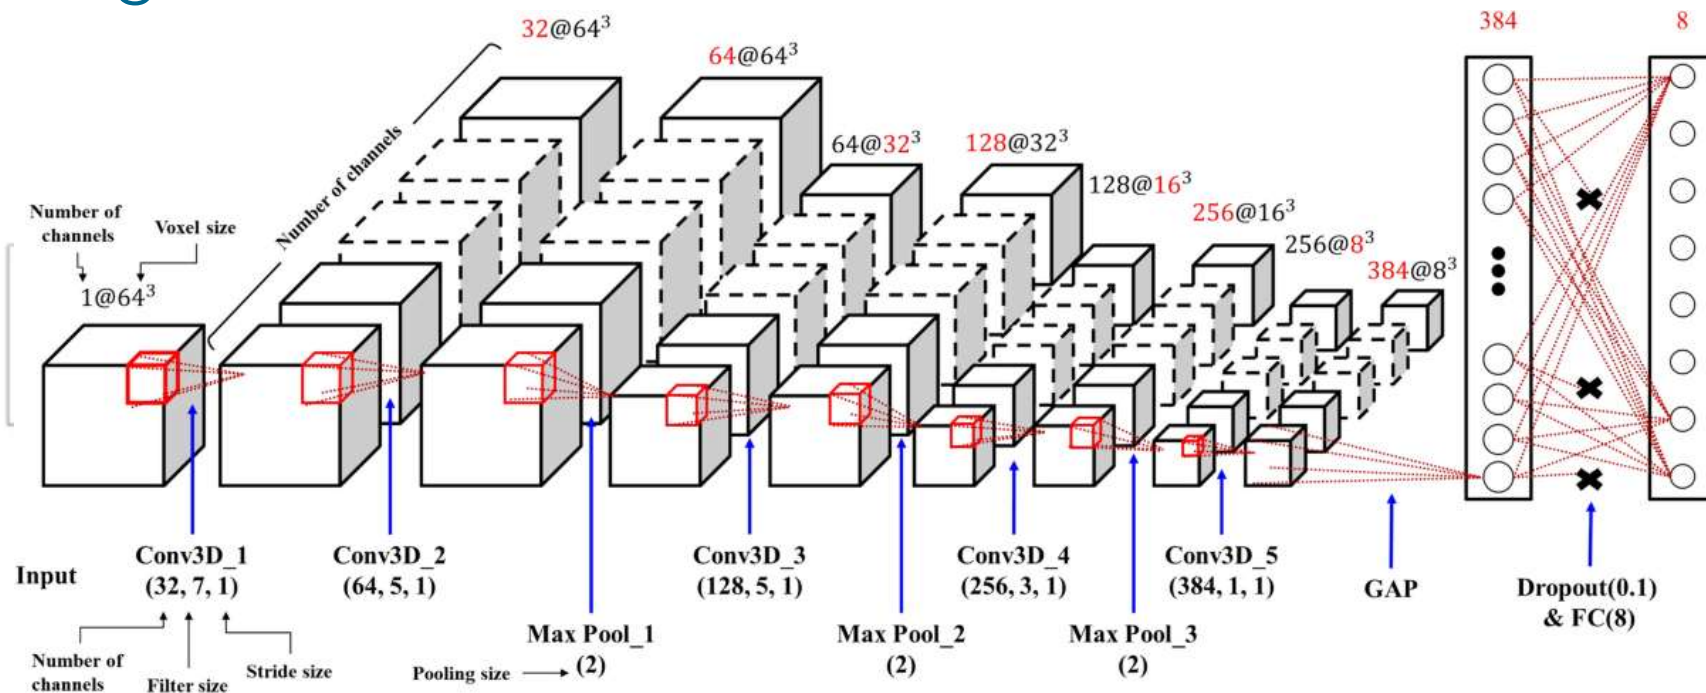 32@64³
64@64³
384
8
Number of channels
64@32³
128@32³
128@16³
256@16³
256@8³
384@8³
Number of
channels
Voxel size
1@64³
Input
Conv3D_1
(32, 7, 1)
Conv3D_2
(64, 5, 1)
Max Pool_1
(2)
Conv3D_3
(128, 5, 1)
Max Pool_2
(2)
Conv3D_4
(256, 3, 1)
Max Pool_3
(2)
Conv3D_5
(384, 1, 1)
GAP
Dropout(0.1)
& FC(8)
Number of
channels
Filter size
Stride size
Pooling size